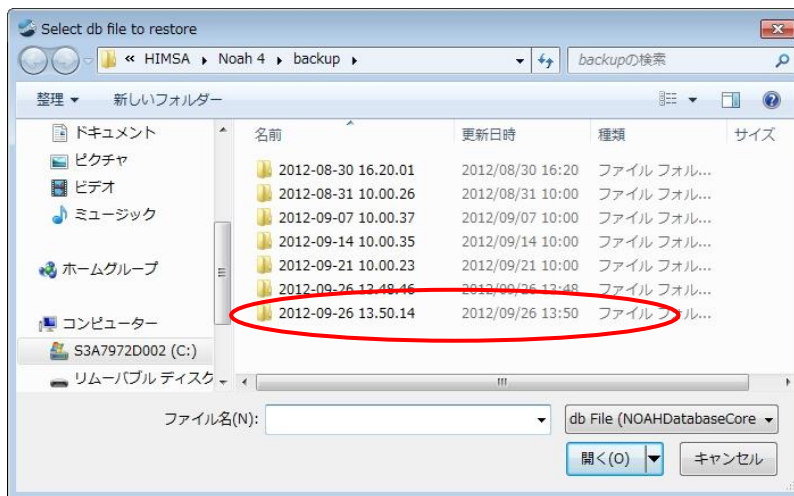 Select db file to restore
« HIMSA ▸ Noah 4 ▸ backup ▸
backupの検索
整理 ▼ 新しいフォルダー
ドキュメント
ピクチャ
ビデオ
ミュージック
ホームグループ
コンピューター
S3A7972D002 (C:)
リムーバブル ディスク
名前 更新日時 種類 サイズ
2012-08-30 16.20.01 2012/08/30 16:20 ファイル フォル...
2012-08-31 10.00.26 2012/08/31 10:00 ファイル フォル...
2012-09-07 10.00.37 2012/09/07 10:00 ファイル フォル...
2012-09-14 10.00.35 2012/09/14 10:00 ファイル フォル...
2012-09-21 10.00.23 2012/09/21 10:00 ファイル フォル...
2012-09-26 13.48.46 2012/09/26 13:48 ファイル フォル...
2012-09-26 13.50.14 2012/09/26 13:50 ファイル フォル...
ファイル名(N):
db File (NOAHDatabaseCore
開く(O) キャンセル